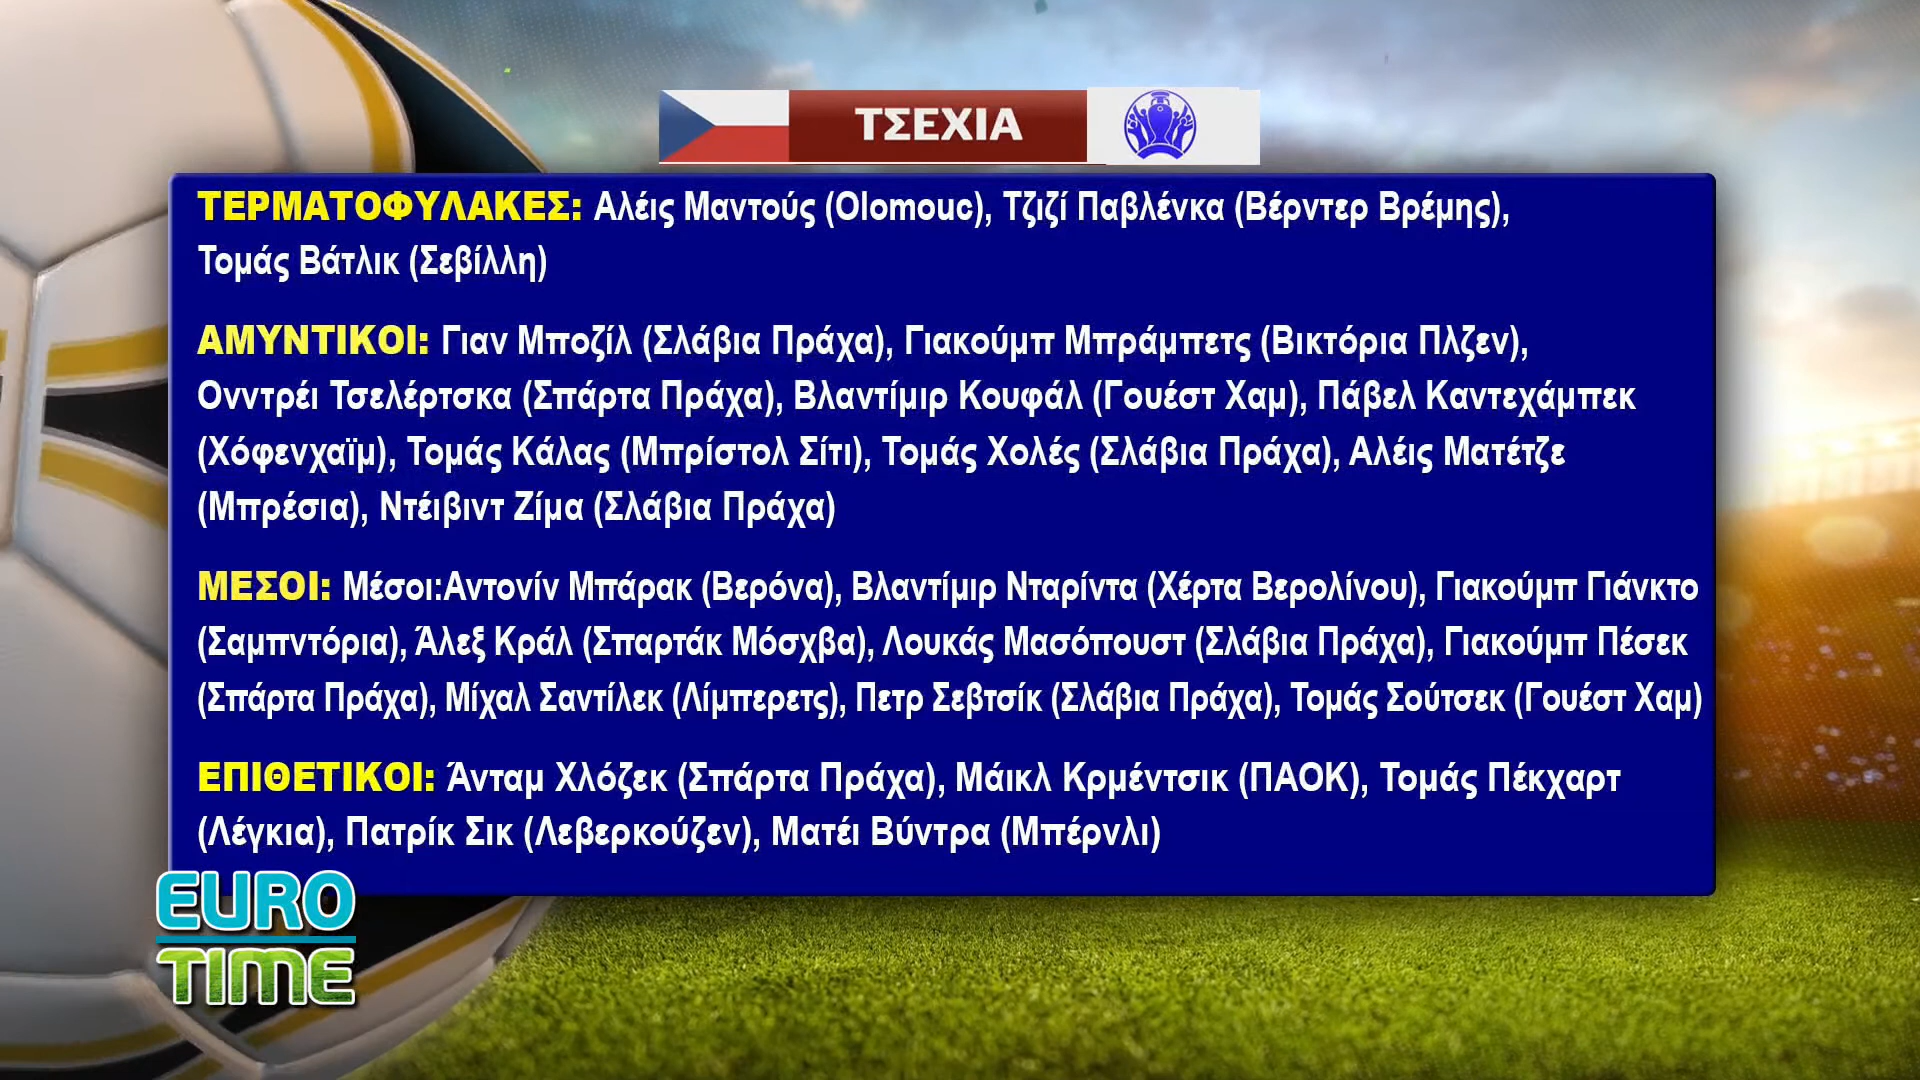 ΤΣΕΧΙΑ
ΤΕΡΜΑΤΟΦΥΛΑΚΕΣ: Αλέις Μαντούς (Olomouc), Τζιζί Παβλένκα (Βέρντερ Βρέμης),
Τομάς Βάτλικ (Σεβίλλη)
ΑΜΥΝΤΙΚΟΙ: Γιαν Μποζίλ (Σλάβια Πράχα), Γιακούμπ Μπράμπετς (Βικτόρια Πλζεν),
Ονντρέι Τσελέρτσκα (Σπάρτα Πράχα), Βλαντίμιρ Κουφάλ (Γουέστ Χαμ), Πάβελ Καντεχάμπεκ
(Χόφενχαϊμ), Τομάς Κάλας (Μπρίστολ Σίτι), Τομάς Χολές (Σλάβια Πράχα), Αλέις Ματέτζε
(Μπρέσια), Ντέιβιντ Ζίμα (Σλάβια Πράχα)
ΜΕΣΟΙ: Μέσοι:Αντονίν Μπάρακ (Βερόνα), Βλαντίμιρ Νταρίντα (Χέρτα Βερολίνου), Γιακούμπ Γιάνκτο
(Σαμπντόρια), Άλεξ Κράλ (Σπαρτάκ Μόσχβα), Λουκάς Μασόπουστ (Σλάβια Πράχα), Γιακούμπ Πέσεκ
(Σπάρτα Πράχα), Μίχαλ Σαντίλεκ (Λίμπερετς), Πετρ Σεβτσίκ (Σλάβια Πράχα), Τομάς Σούτσεκ (Γουέστ Χαμ)
ΕΠΙΘΕΤΙΚΟΙ: Άνταμ Χλόζεκ (Σπάρτα Πράχα), Μάικλ Κρμέντσικ (ΠΑΟΚ), Τομάς Πέκχαρτ
(Λέγκια), Πατρίκ Σικ (Λεβερκούζεν), Ματέι Βύντρα (Μπέρνλι)
EURO
TIME